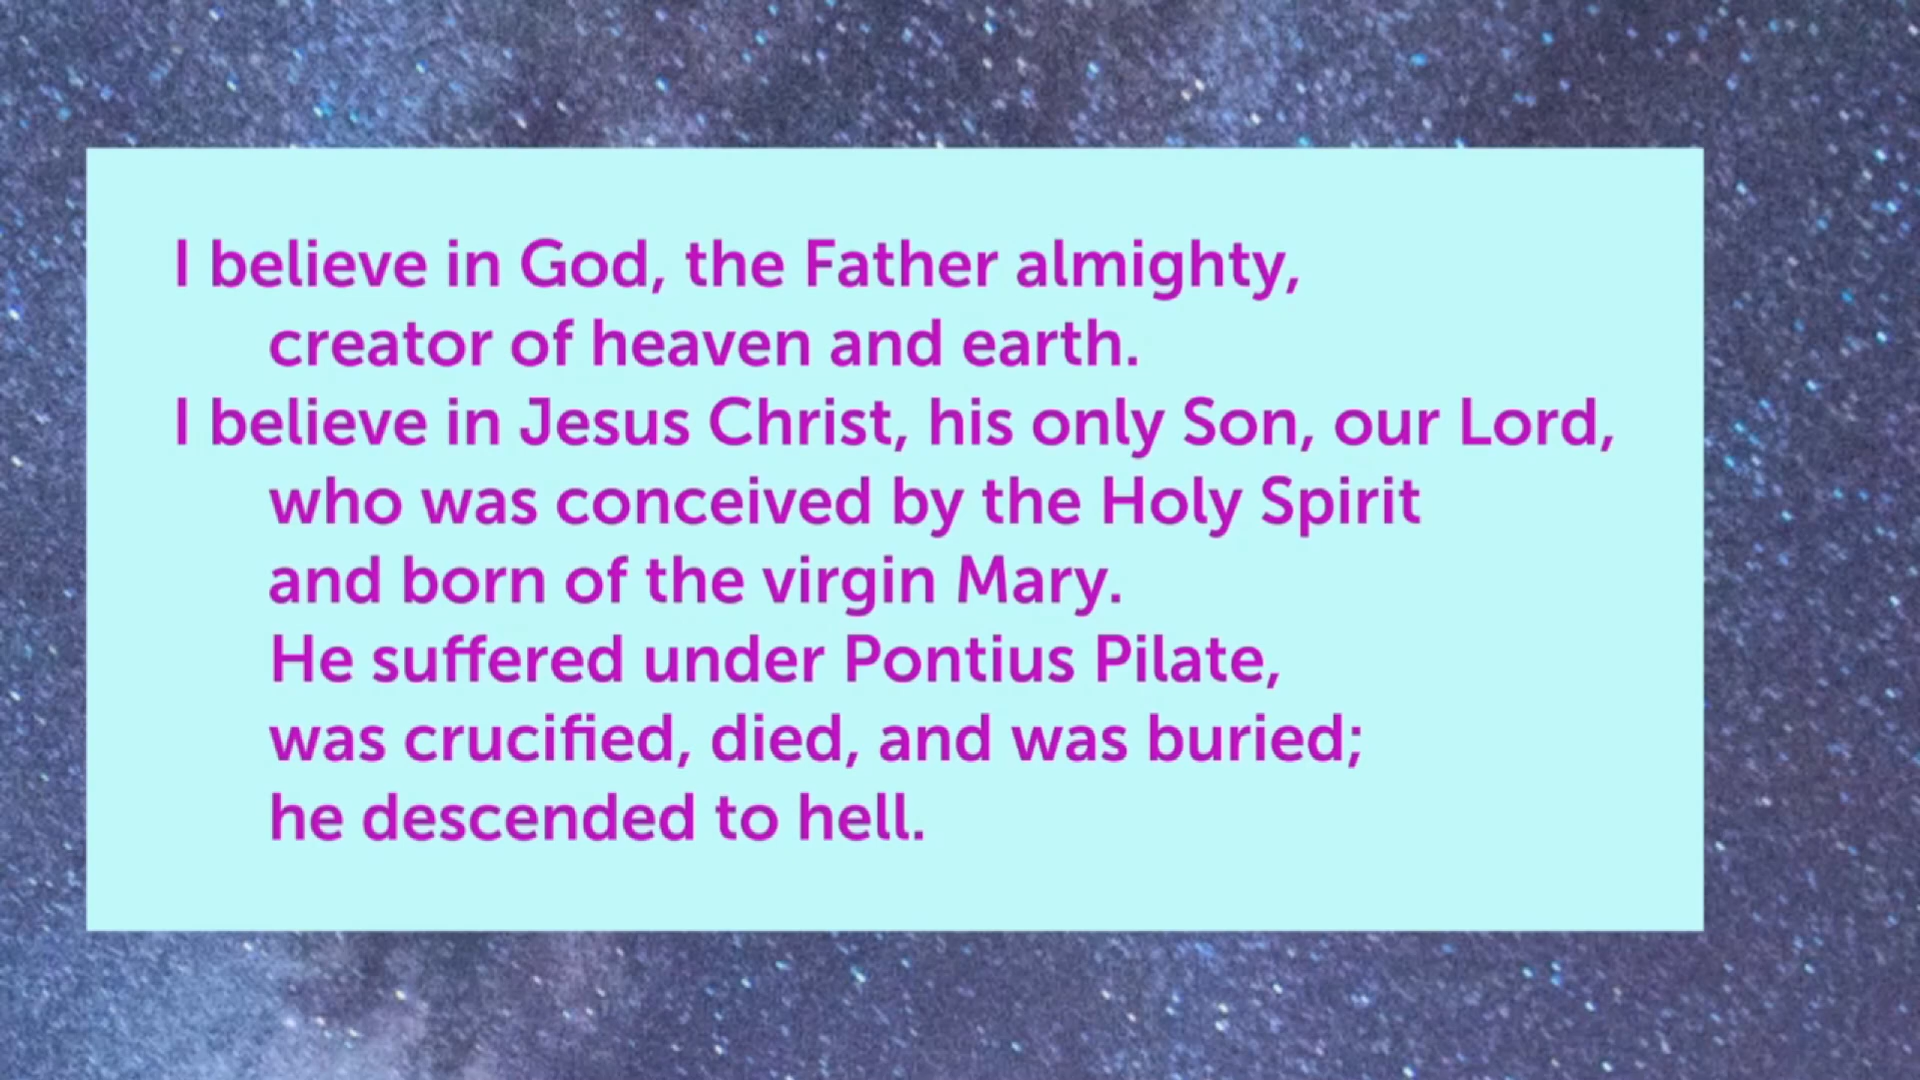 I believe in God, the Father almighty,
creator of heaven and earth.
I believe in Jesus Christ, his only Son, our Lord,
who was conceived by the Holy Spirit
and born of the virgin Mary.
He suffered under Pontius Pilate,
was crucified, died, and was buried;
he descended to hell.